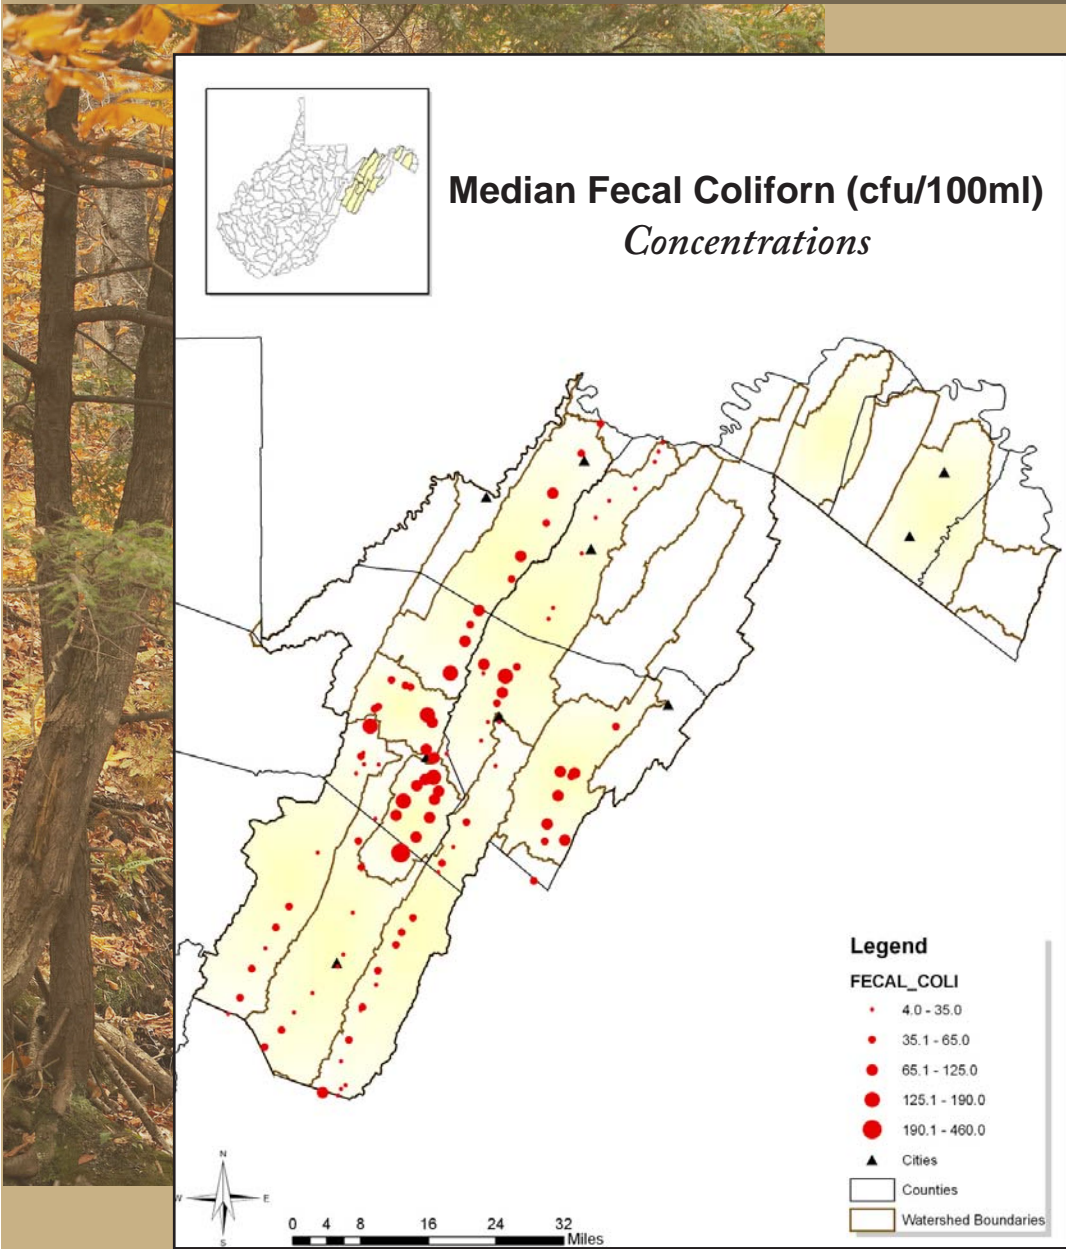 Median Fecal Coliforn (cfu/100ml)
Concentrations
Legend
FECAL_COLI
4.0 - 35.0
35.1 - 65.0
65.1 - 125.0
125.1 - 190.0
190.1 - 460.0
Cities
Counties
Watershed Boundaries
N
W E
S
0 4 8 16 24 32
Miles